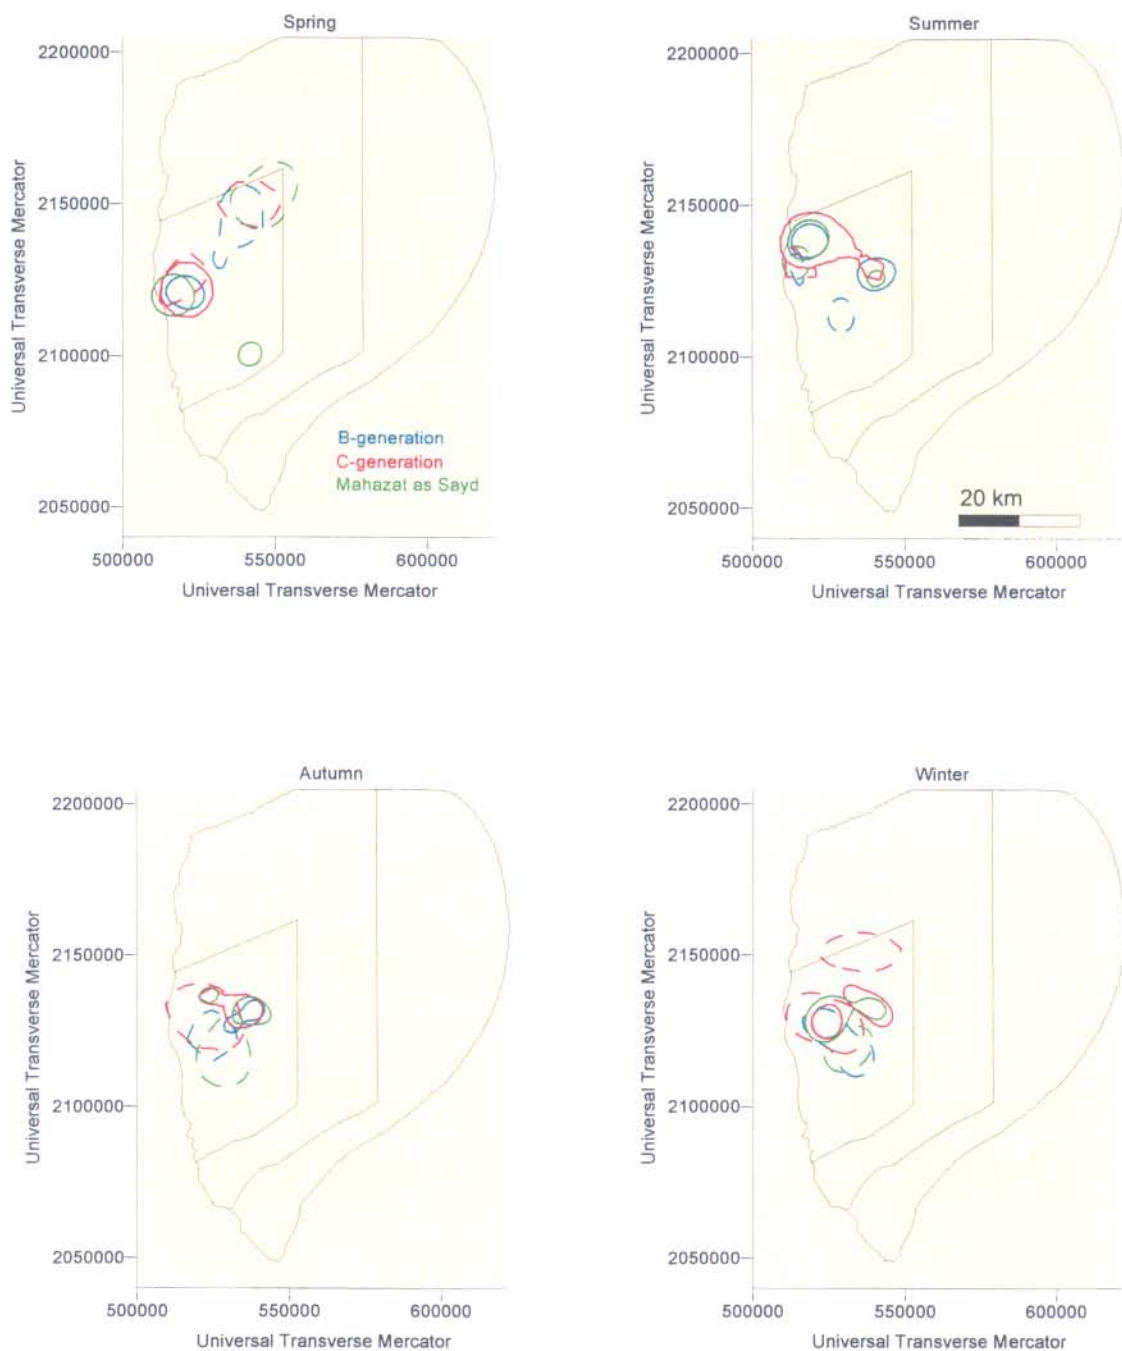 Spring
2200000
2150000
2100000
2050000
Universal Transverse Mercator
B-generation
C-generation
Mahazat as Sayd
500000 550000 600000
Universal Transverse Mercator
Summer
2200000
2150000
2100000
2050000
Universal Transverse Mercator
20 km
500000 550000 600000
Universal Transverse Mercator
Autumn
2200000
2150000
2100000
2050000
Universal Transverse Mercator
500000 550000 600000
Universal Transverse Mercator
Winter
2200000
2150000
2100000
2050000
Universal Transverse Mercator
500000 550000 600000
Universal Transverse Mercator